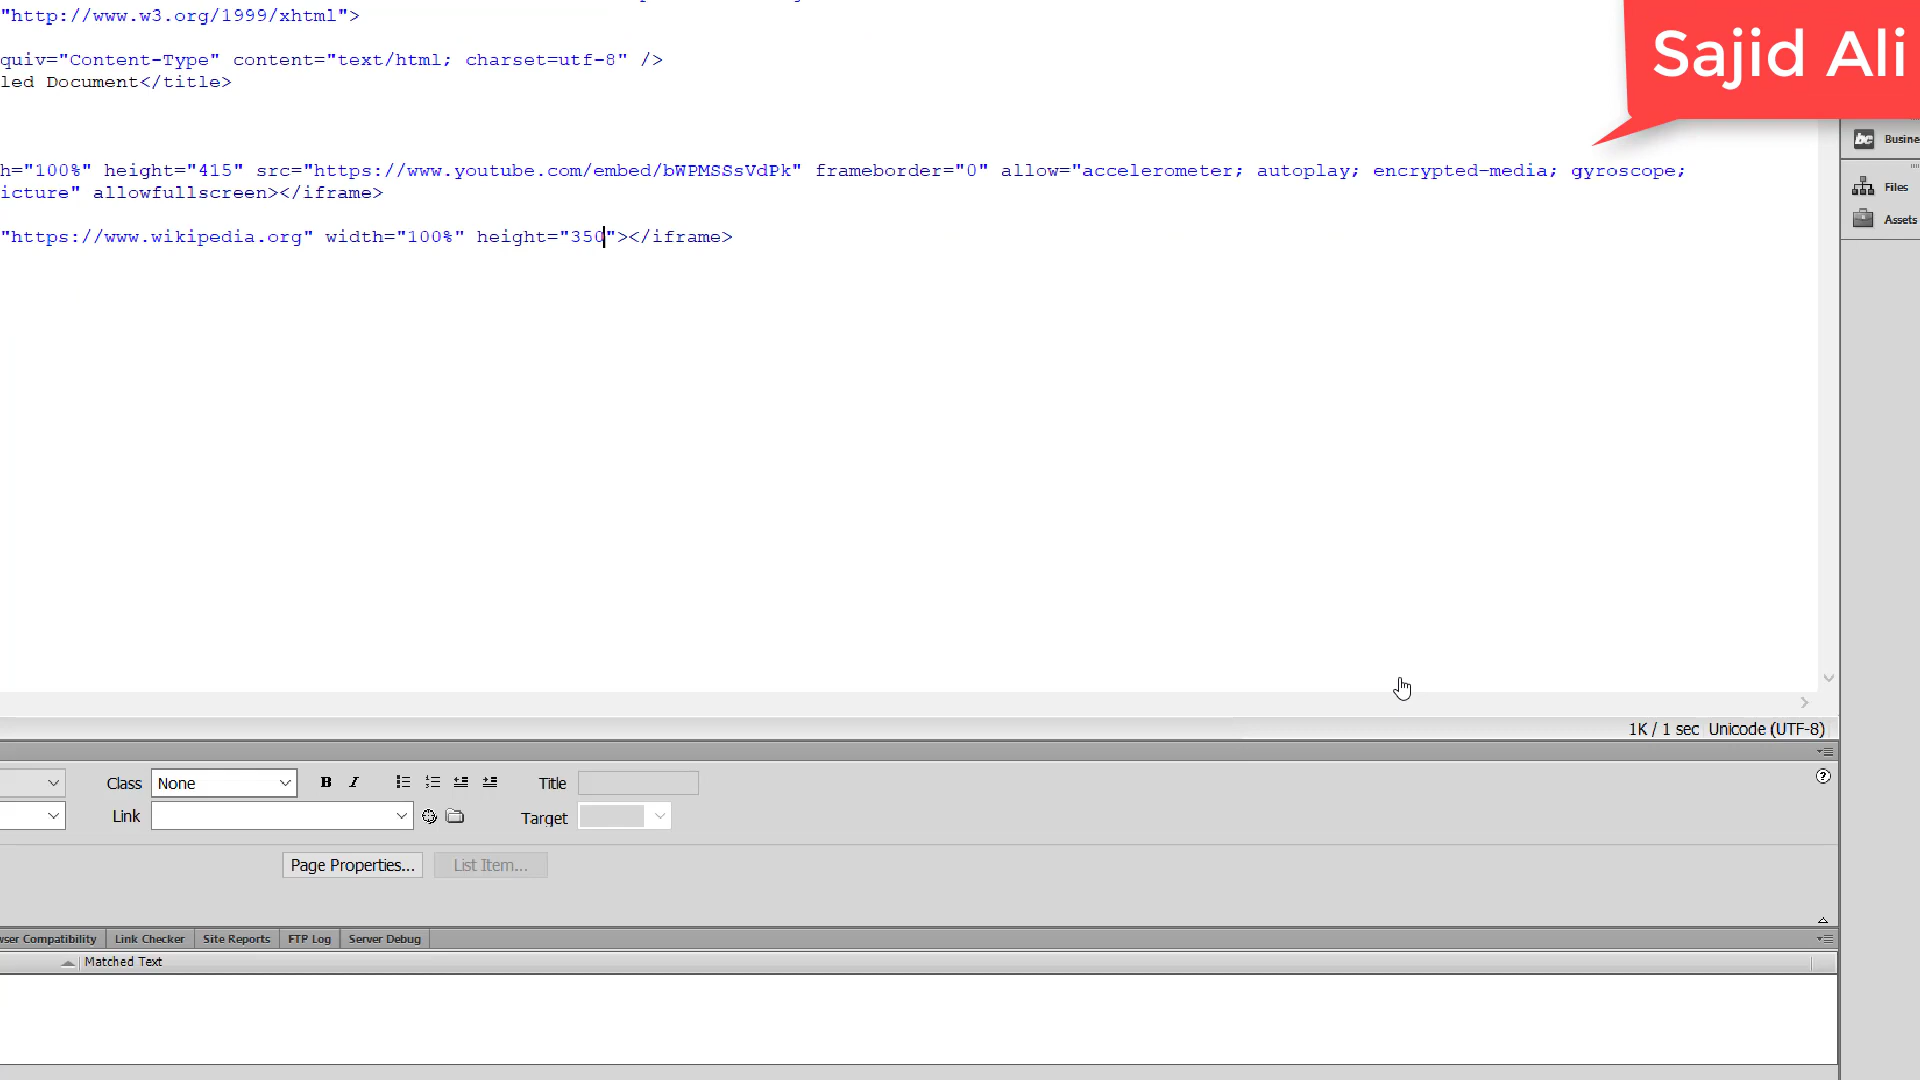 "http://www.w3.org/1999/xhtml">
Sajid Ali
quiv="Content-Type" content="text/html; charset=utf-8" />
led Document</title>
Busine
h="100%" height="415" src="https://www.youtube.com/embed/bWPMSSsVdPk" frameborder="0" allow="accelerometer; autoplay; encrypted-media; gyroscope;
Files
icture" allowfullscreen></iframe>
Assets
"https://www.wikipedia.org" width="100%" height="350"></iframe>
1K / 1 sec Unicode (UTF-8)
Class None B I Title
Link Target
Page Properties... List Item...
wser Compatibility Link Checker Site Reports FTP Log Server Debug
Matched Text